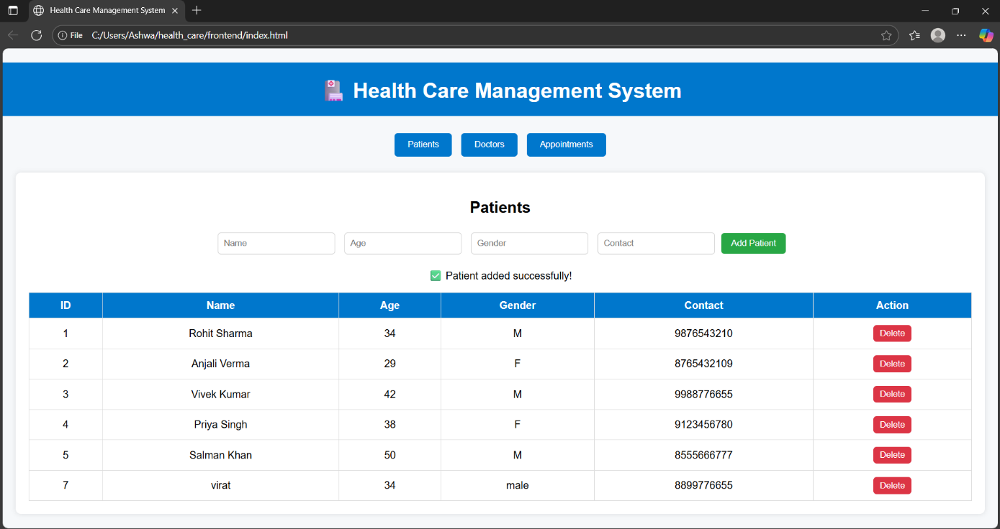 Health Care Management System
File C:/Users/Ashwa/health_care/frontend/index.html
Health Care Management System
Patients Doctors Appointments
Patients
Name Age Gender Contact Add Patient
Patient added successfully!
ID Name Age Gender Contact Action
1 Rohit Sharma 34 M 9876543210 Delete
2 Anjali Verma 29 F 8765432109 Delete
3 Vivek Kumar 42 M 9988776655 Delete
4 Priya Singh 38 F 9123456780 Delete
5 Salman Khan 50 M 8555666777 Delete
7 virat 34 male 8899776655 Delete